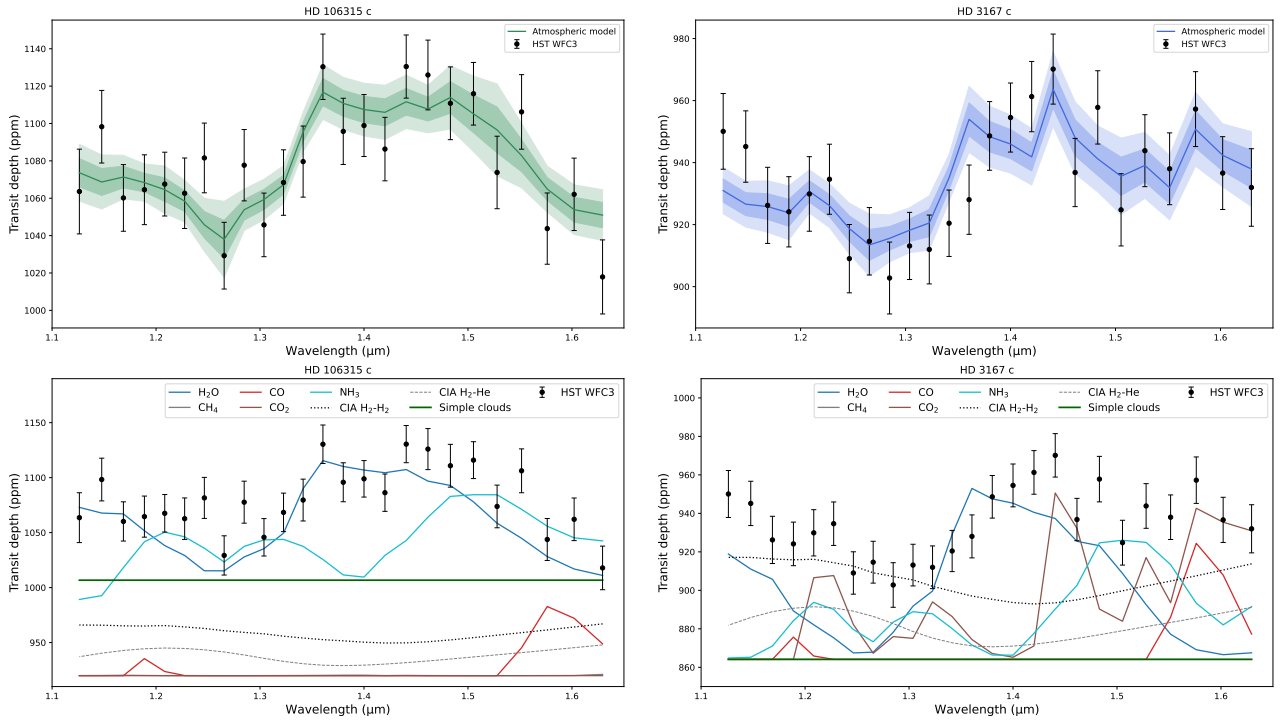 HD 106315 c
Transit depth (ppm)
1140
1120
1100
1080
1060
1040
1020
1000
Atmospheric model
HST WFC3
1.1 1.2 1.3 1.4 1.5 1.6
Wavelength (μm)
HD 3167 c
Transit depth (ppm)
980
960
940
920
900
Atmospheric model
HST WFC3
1.1 1.2 1.3 1.4 1.5 1.6
Wavelength (μm)
HD 106315 c
Transit depth (ppm)
1150
1100
1050
1000
950
H₂O CO NH₃ CIA H₂-He HST WFC3
CH₄ CO₂ CIA H₂-H₂ Simple clouds
1.1 1.2 1.3 1.4 1.5 1.6
Wavelength (μm)
HD 3167 c
Transit depth (ppm)
1000
980
960
940
920
900
880
860
H₂O CO NH₃ CIA H₂-He HST WFC3
CH₄ CO₂ CIA H₂-H₂ Simple clouds
1.1 1.2 1.3 1.4 1.5 1.6
Wavelength (μm)